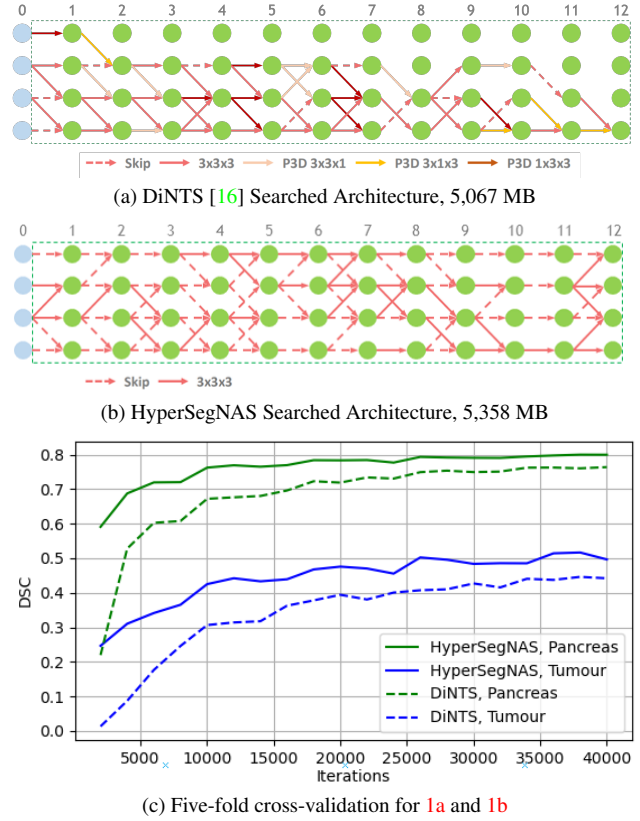 0 1 2 3 4 5 6 7 8 9 10 11 12
Skip 3x3x3 P3D 3x3x1 P3D 3x1x3 P3D 1x3x3
(a) DiNTS [16] Searched Architecture, 5,067 MB
0 1 2 3 4 5 6 7 8 9 10 11 12
Skip 3x3x3
(b) HyperSegNAS Searched Architecture, 5,358 MB
0.8
0.7
0.6
0.5
0.4
0.3
0.2
0.1
0.0
DSC
HyperSegNAS, Pancreas
HyperSegNAS, Tumour
DiNTS, Pancreas
DiNTS, Tumour
5000 10000 15000 20000 25000 30000 35000 40000
Iterations
(c) Five-fold cross-validation for 1a and 1b